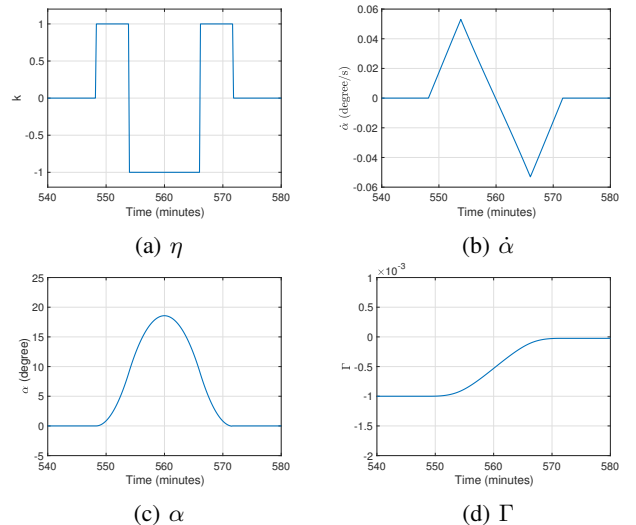 1
0.5
0
-0.5
-1
k
540 550 560 570 580
Time (minutes)
(a) η
0.06
0.04
0.02
0
-0.02
-0.04
-0.06
α̇ (degree/s)
540 550 560 570 580
Time (minutes)
(b) α̇
25
20
15
10
5
0
-5
α (degree)
540 550 560 570 580
Time (minutes)
(c) α
×10⁻³
1
0.5
0
-0.5
-1
-1.5
-2
Γ
540 550 560 570 580
Time (minutes)
(d) Γ